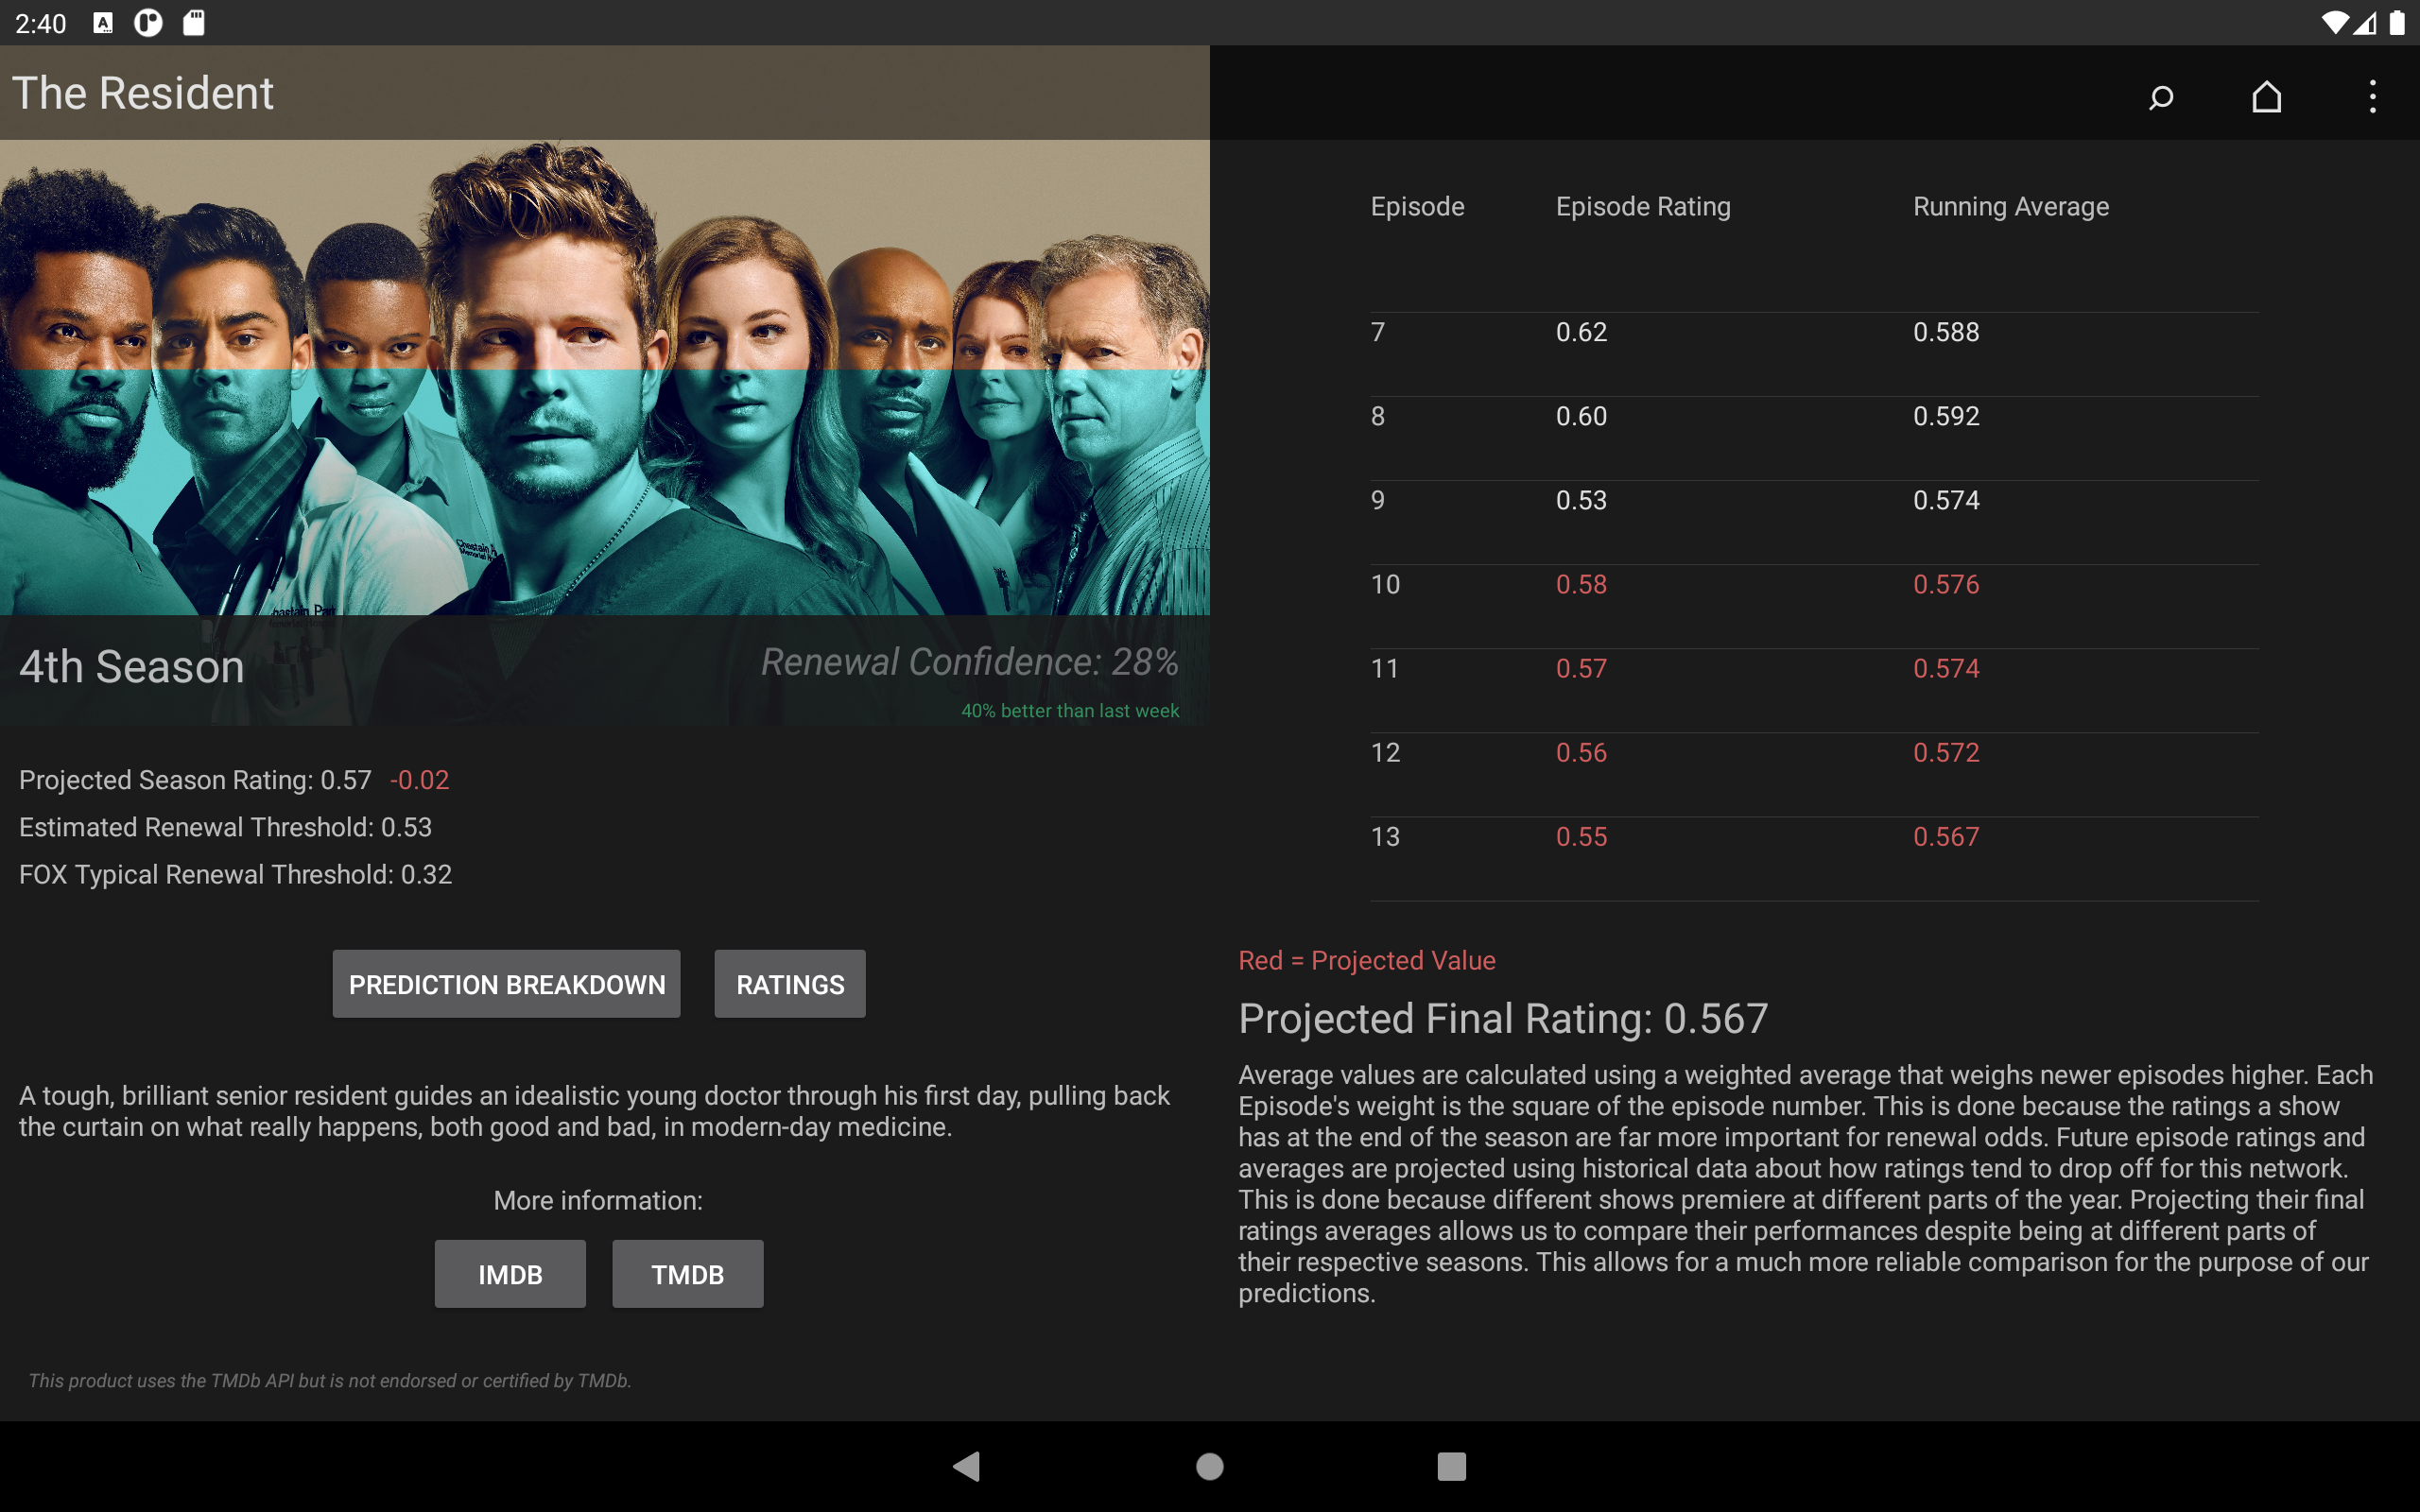 2:40
The Resident
4th Season
Renewal Confidence: 28%
40% better than last week
Projected Season Rating: 0.57 -0.02
Estimated Renewal Threshold: 0.53
FOX Typical Renewal Threshold: 0.32
PREDICTION BREAKDOWN RATINGS
A tough, brilliant senior resident guides an idealistic young doctor through his first day, pulling back
the curtain on what really happens, both good and bad, in modern-day medicine.
More information:
IMDB TMDB
This product uses the TMDb API but is not endorsed or certified by TMDb.
Episode Episode Rating Running Average
7 0.62 0.588
8 0.60 0.592
9 0.53 0.574
10 0.58 0.576
11 0.57 0.574
12 0.56 0.572
13 0.55 0.567
Red = Projected Value
Projected Final Rating: 0.567
Average values are calculated using a weighted average that weighs newer episodes higher. Each
Episode's weight is the square of the episode number. This is done because the ratings a show
has at the end of the season are far more important for renewal odds. Future episode ratings and
averages are projected using historical data about how ratings tend to drop off for this network.
This is done because different shows premiere at different parts of the year. Projecting their final
ratings averages allows us to compare their performances despite being at different parts of
their respective seasons. This allows for a much more reliable comparison for the purpose of our
predictions.